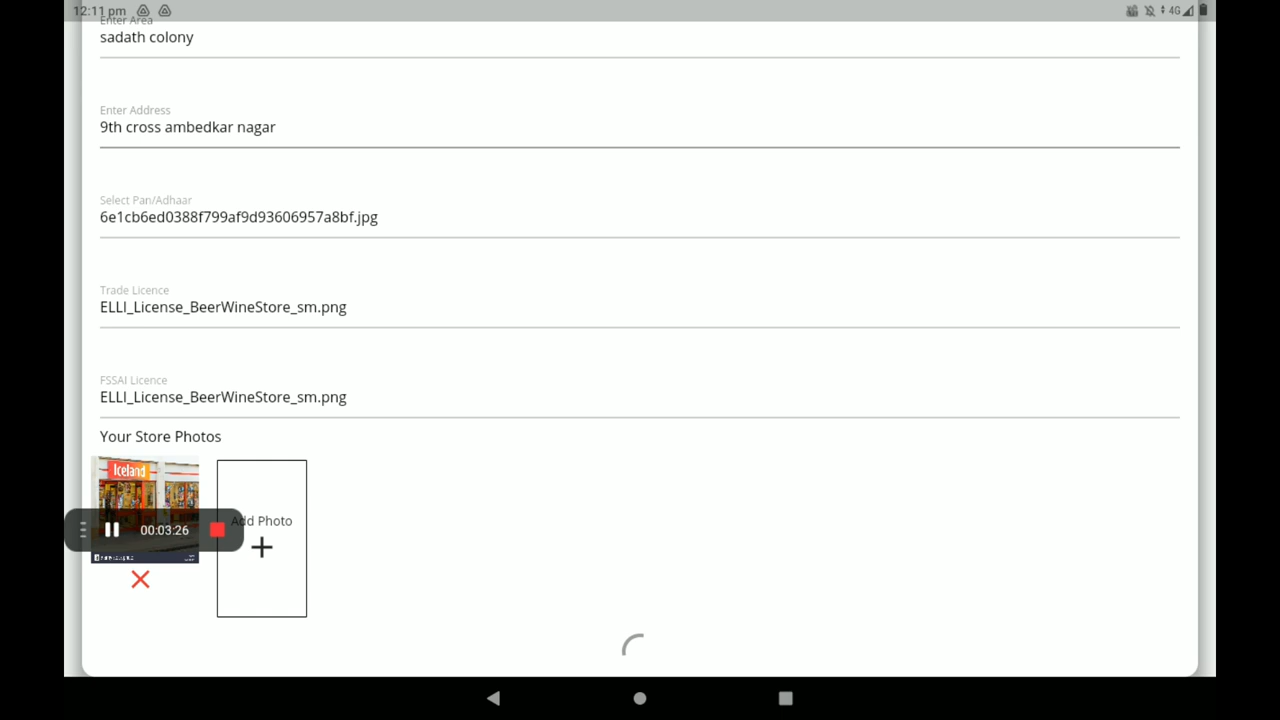 12:11 pm
4G
Enter Area
sadath colony
Enter Address
9th cross ambedkar nagar
Select Pan/Adhaar
6e1cb6ed0388f799af9d93606957a8bf.jpg
Trade Licence
ELLI_License_BeerWineStore_sm.png
FSSAI Licence
ELLI_License_BeerWineStore_sm.png
Your Store Photos
Iceland
00:03:26
Add Photo